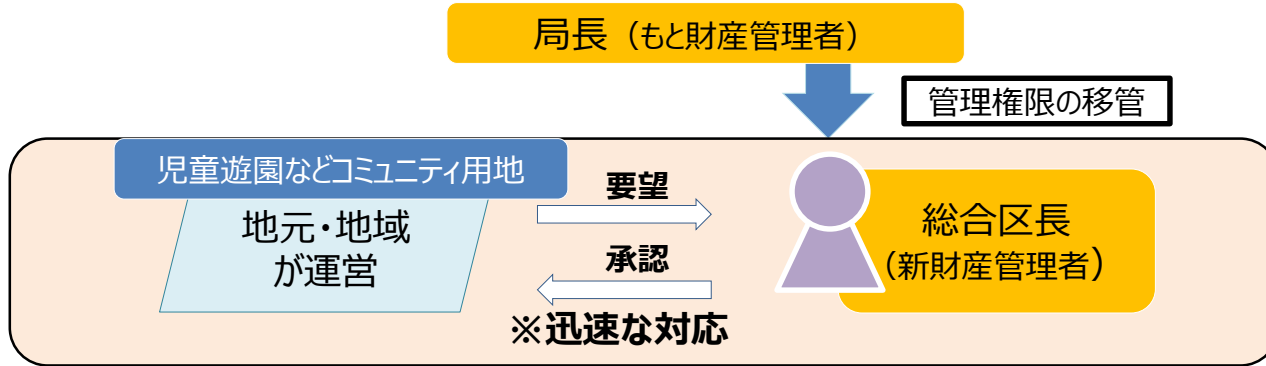 局長（もと財産管理者）
管理権限の移管
児童遊園などコミュニティ用地
地元・地域
が運営
要望
承認
※迅速な対応
総合区長
（新財産管理者）